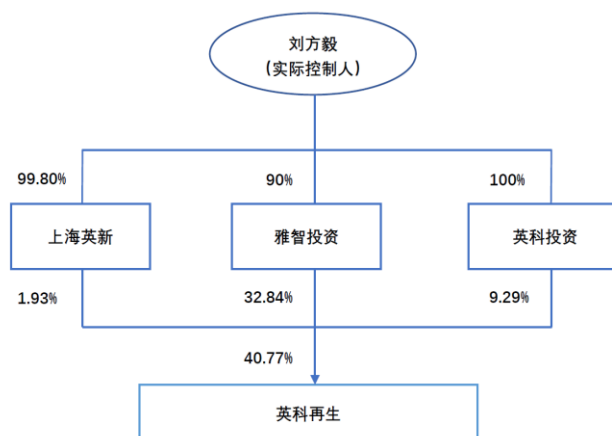 刘方毅
(实际控制人)
99.80%
90%
100%
上海英新
雅智投资
英科投资
1.93%
32.84%
9.29%
40.77%
英科再生